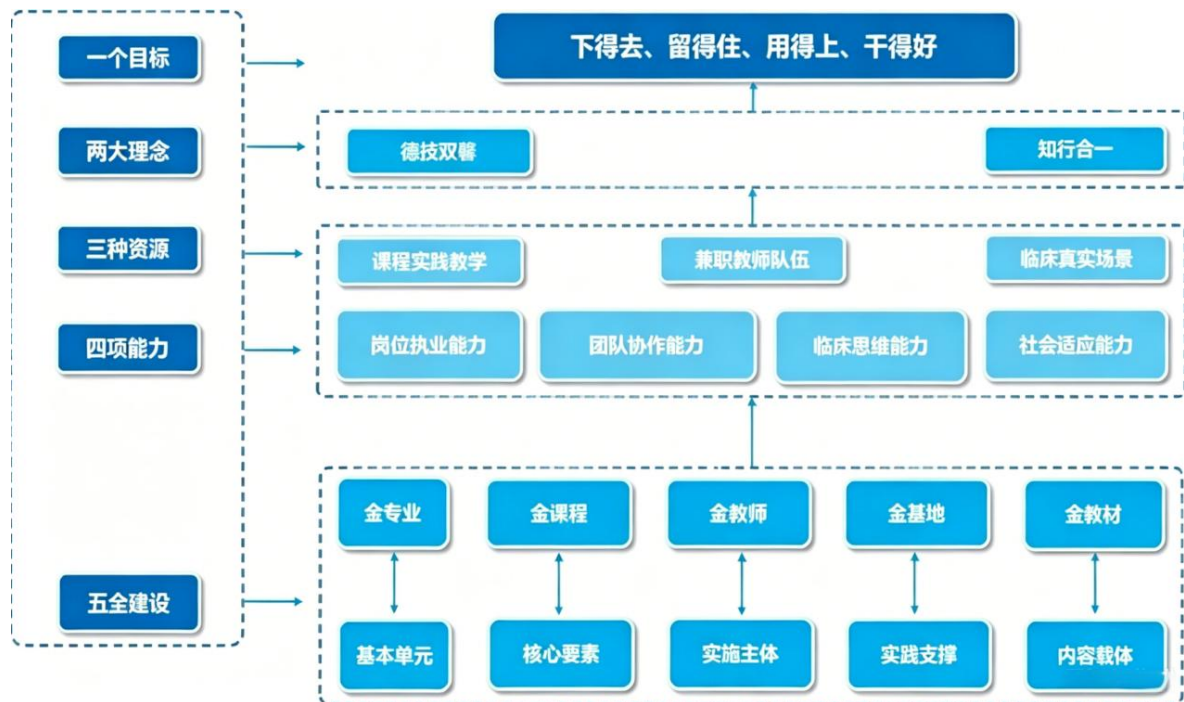 一个目标
下得去、留得住、用得上、干得好
两大理念
德技双馨
知行合一
三种资源
课程实践教学
兼职教师队伍
临床真实场景
四项能力
岗位执业能力
团队协作能力
临床思维能力
社会适应能力
五全建设
金专业
金课程
金教师
金基地
金教材
基本单元
核心要素
实施主体
实践支撑
内容载体